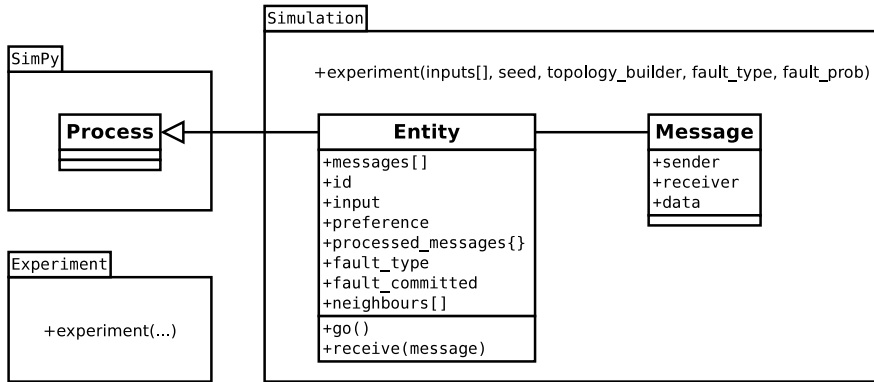 SimPy
Process
Experiment
+experiment(...)
Simulation
+experiment(inputs[], seed, topology_builder, fault_type, fault_prob)
Entity
+messages[]
+id
+input
+preference
+processed_messages{}
+fault_type
+fault_committed
+neighbours[]
+go()
+receive(message)
Message
+sender
+receiver
+data